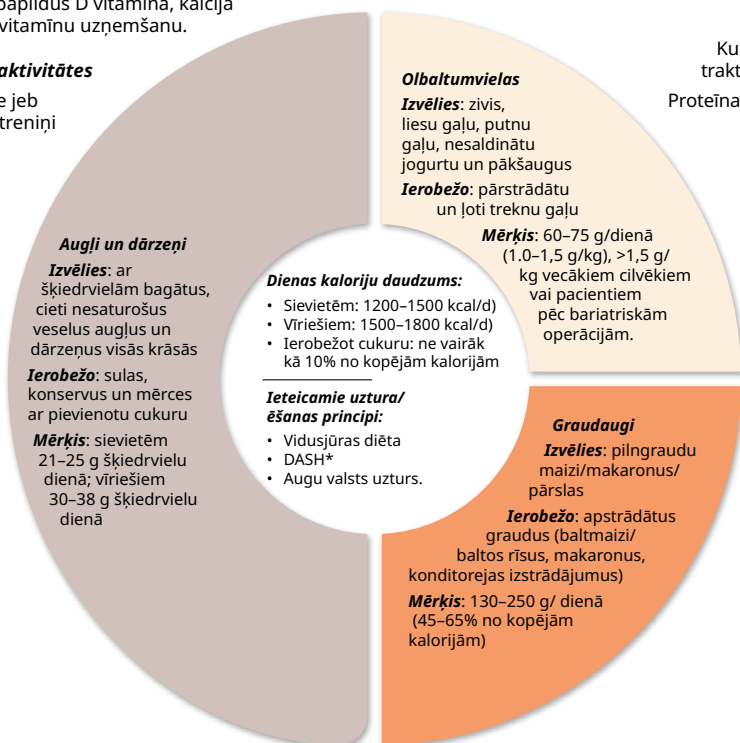 papildus D vitamīna, kalcija
vitamīnu uzņemšanu.
aktivitātes
e jeb
treniņi
Ku
trakt
Proteīna
Olbaltumvielas
Izvēlies: zivis,
liesu gaļu, putnu
gaļu, nesaldinātu
jogurtu un pākšaugus
Ierobežo: pārstrādātu
un ļoti treknu gaļu
Mērķis: 60–75 g/dienā
(1.0–1,5 g/kg), >1,5 g/
kg vecākiem cilvēkiem
vai pacientiem
pēc bariatriskām
operācijām.
Augļi un dārzeņi
Izvēlies: ar
šķiedrvielām bagātus,
cieti nesaturošus
veselus augļus un
dārzeņus visās krāsās
Ierobežo: sulas,
konservus un mērces
ar pievienotu cukuru
Mērķis: sievietēm
21–25 g šķiedrvielu
dienā; vīriešiem
30–38 g šķiedrvielu
dienā
Dienas kaloriju daudzums:
• Sievietēm: 1200–1500 kcal/d)
• Vīriešiem: 1500–1800 kcal/d)
• Ierobežot cukuru: ne vairāk
kā 10% no kopējām kalorijām
Ieteicamie uztura/
ēšanas principi:
• Vidusjūras diēta
• DASH*
• Augu valsts uzturs.
Graudaugi
Izvēlies: pilngraudu
maizi/makaronus/
pārslas
Ierobežo: apstrādātus
graudus (baltmaizi/
baltos rīsus, makaronus,
konditorejas izstrādājumus)
Mērķis: 130–250 g/ dienā
(45–65% no kopējām
kalorijām)